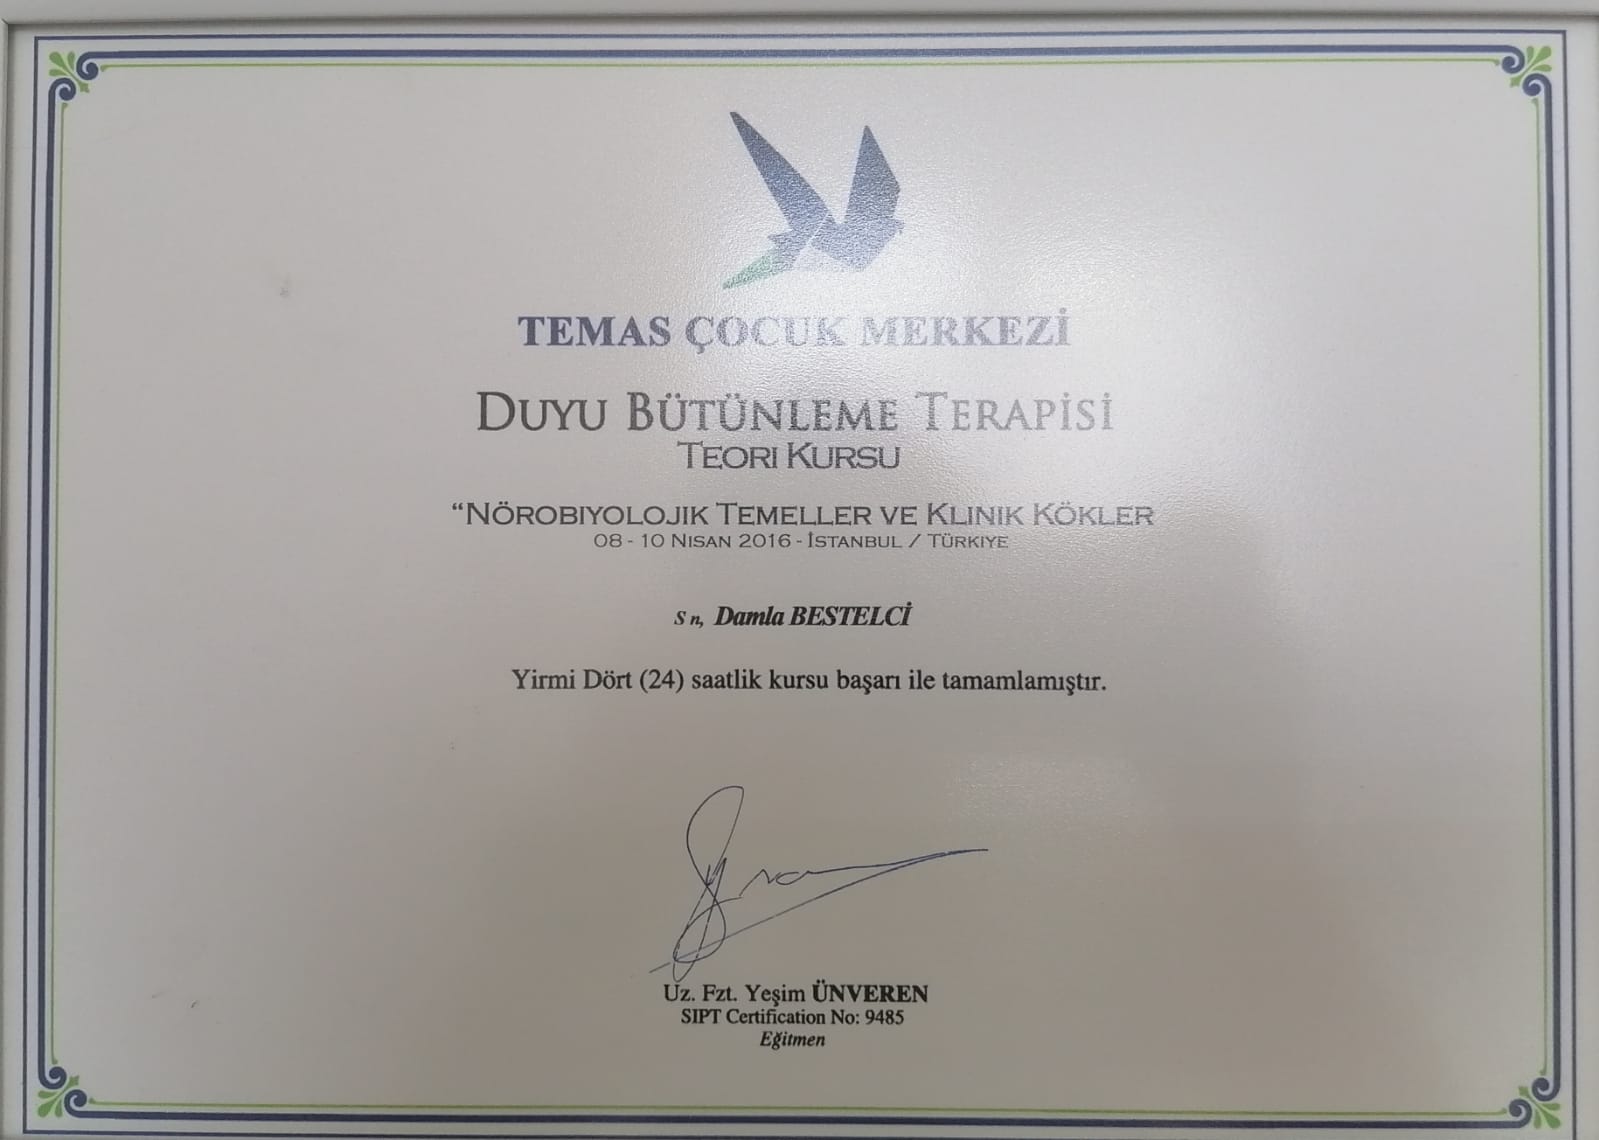 TEMAS ÇOCUK MERKEZİ
DUYU BÜTÜNLEME TERAPİSİ
TEORI KURSU
“NÖROBIYOLOJIK TEMELLER VE KLINIK KÖKLER
08 - 10 NISAN 2016 - İSTANBUL / TÜRKIYE
Sn, Damla BESTELCİ
Yirmi Dört (24) saatlik kursu başarı ile tamamlamıştır.
Uz. Fzt. Yeşim ÜNVEREN
SIPT Certification No: 9485
Eğitmen